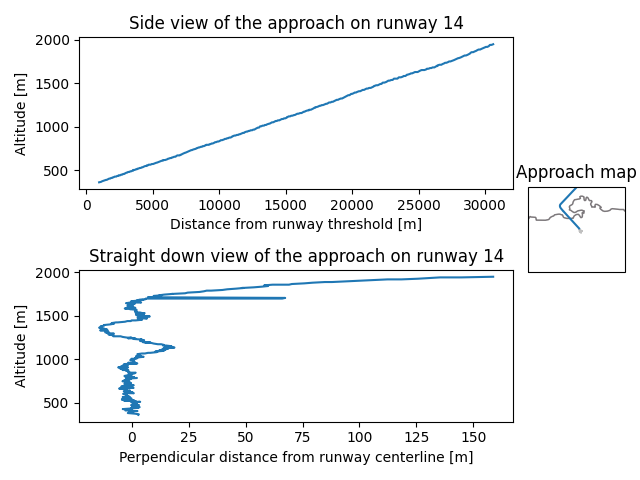 Side view of the approach on runway 14
2000
1500
1000
500
Altitude [m]
0 5000 10000 15000 20000 25000 30000
Distance from runway threshold [m]
Approach map
Straight down view of the approach on runway 14
2000
1500
1000
500
Altitude [m]
0 25 50 75 100 125 150
Perpendicular distance from runway centerline [m]